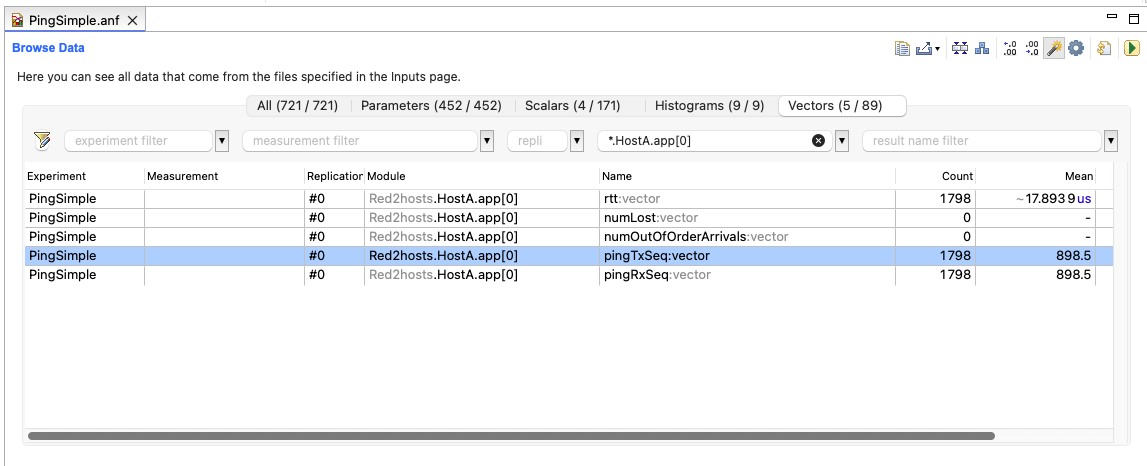 PingSimple.anf
Browse Data
Here you can see all data that come from the files specified in the Inputs page.
All (721 / 721) Parameters (452 / 452) Scalars (4 / 171) Histograms (9 / 9) Vectors (5 / 89)
experiment filter measurement filter repli *.HostA.app[0] result name filter
Experiment Measurement Replication Module Name Count Mean
PingSimple #0 Red2hosts.HostA.app[0] rtt:vector 1798 ~17.8939us
PingSimple #0 Red2hosts.HostA.app[0] numLost:vector 0 -
PingSimple #0 Red2hosts.HostA.app[0] numOutOfOrderArrivals:vector 0 -
PingSimple #0 Red2hosts.HostA.app[0] pingTxSeq:vector 1798 898.5
PingSimple #0 Red2hosts.HostA.app[0] pingRxSeq:vector 1798 898.5